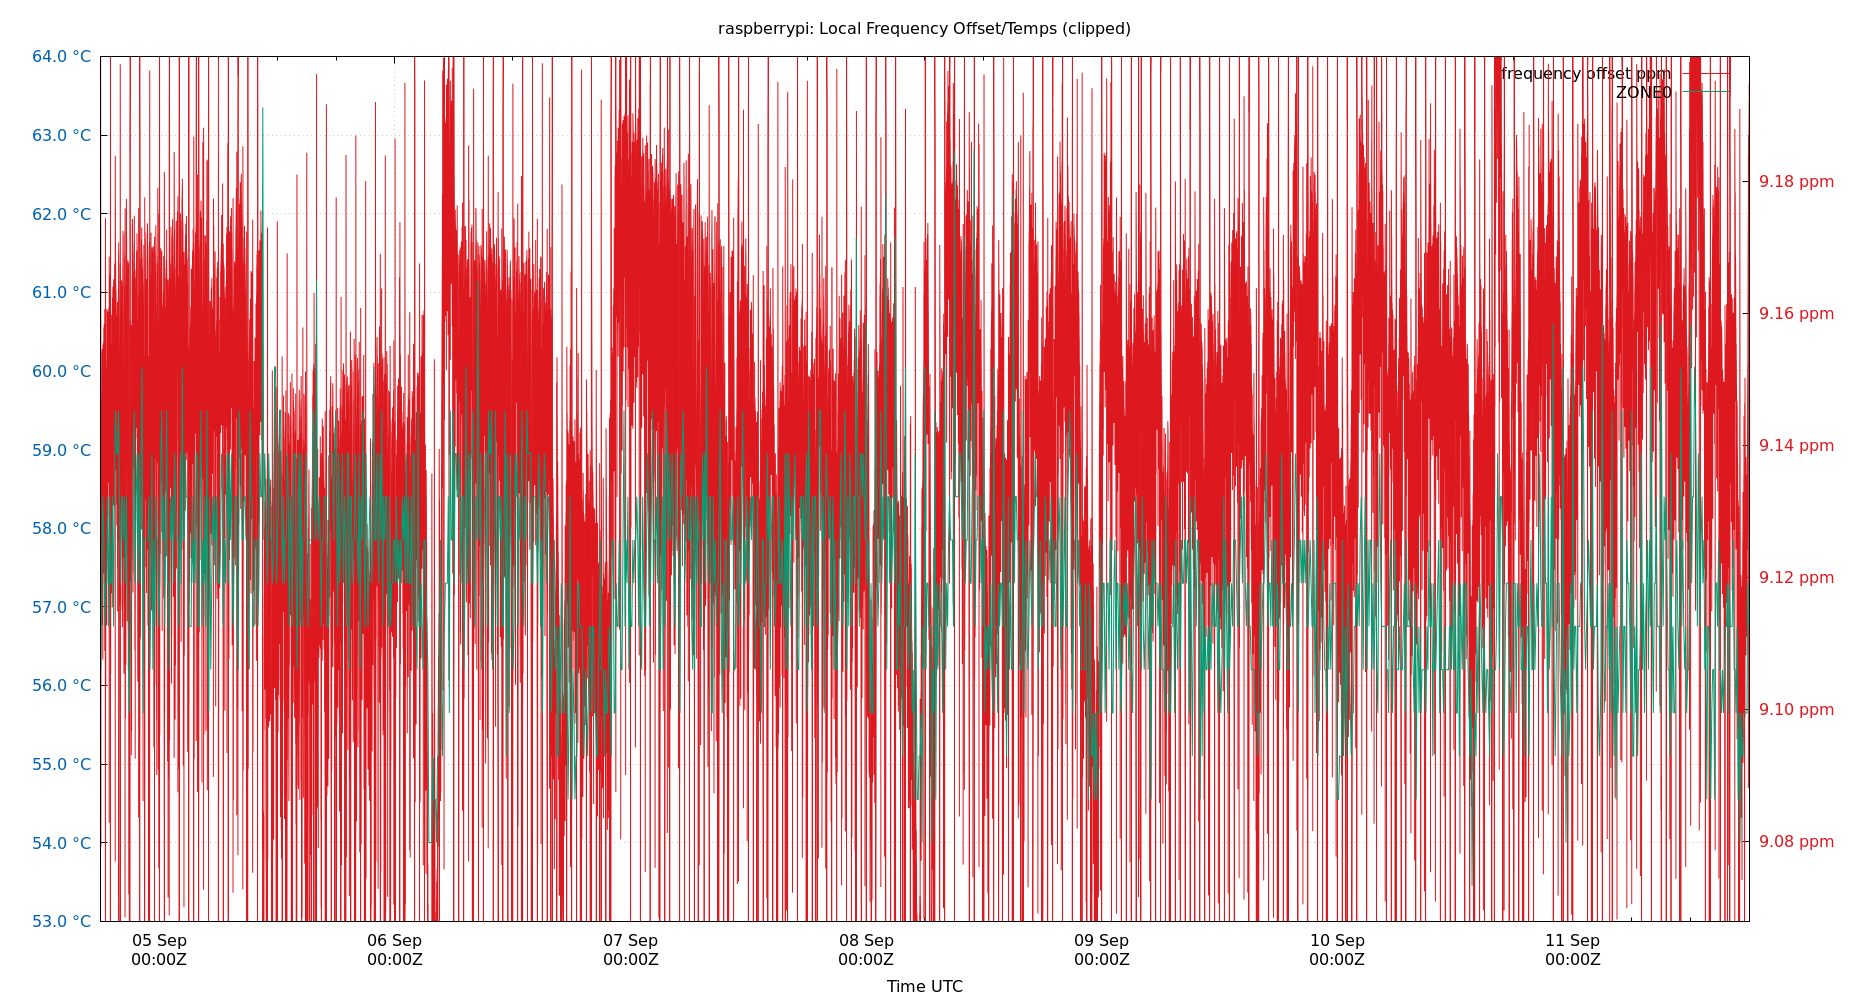 raspberrypi: Local Frequency Offset/Temps (clipped)
64.0 °C
63.0 °C
62.0 °C
61.0 °C
60.0 °C
59.0 °C
58.0 °C
57.0 °C
56.0 °C
55.0 °C
54.0 °C
53.0 °C
frequency offset ppm
ZONE0
9.18 ppm
9.16 ppm
9.14 ppm
9.12 ppm
9.10 ppm
9.08 ppm
05 Sep
00:00Z
06 Sep
00:00Z
07 Sep
00:00Z
08 Sep
00:00Z
09 Sep
00:00Z
10 Sep
00:00Z
11 Sep
00:00Z
Time UTC